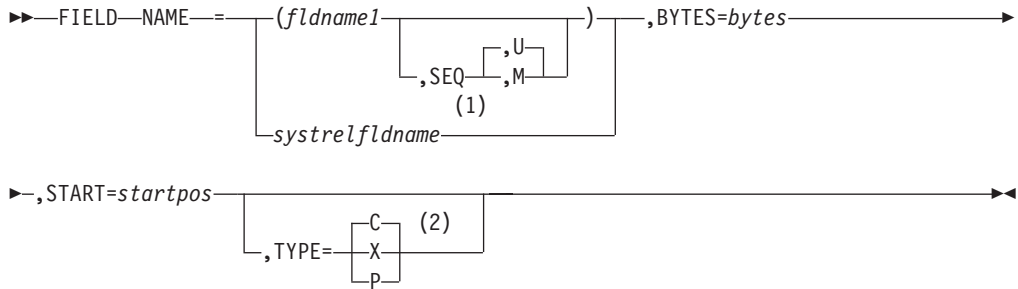 FIELD NAME = (fldname1 ) ,BYTES=bytes
,U
,SEQ ,M
(1)
systrelfldname
,START=startpos
C (2)
,TYPE= X
P